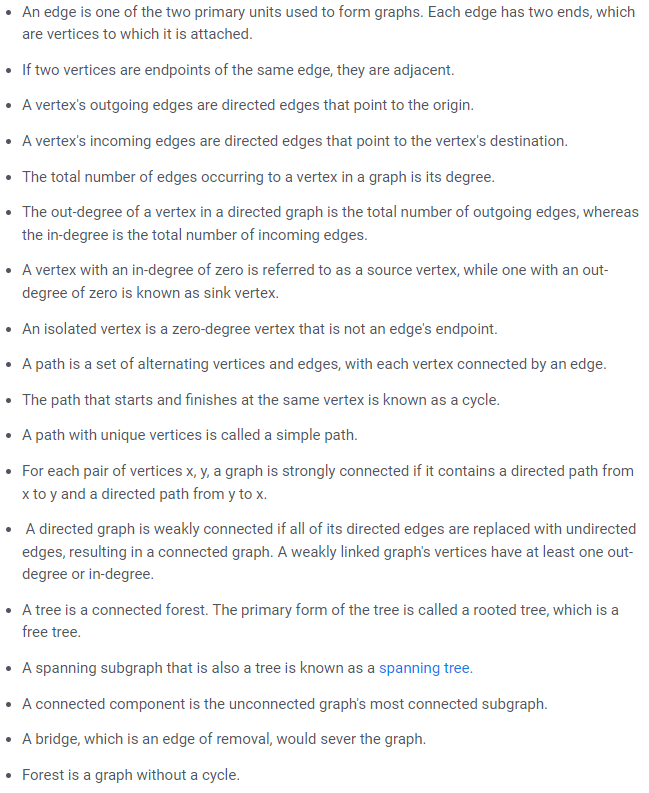 • An edge is one of the two primary units used to form graphs. Each edge has two ends, which
are vertices to which it is attached.
• If two vertices are endpoints of the same edge, they are adjacent.
• A vertex's outgoing edges are directed edges that point to the origin.
• A vertex's incoming edges are directed edges that point to the vertex's destination.
• The total number of edges occurring to a vertex in a graph is its degree.
• The out-degree of a vertex in a directed graph is the total number of outgoing edges, whereas
the in-degree is the total number of incoming edges.
• A vertex with an in-degree of zero is referred to as a source vertex, while one with an out-
degree of zero is known as sink vertex.
• An isolated vertex is a zero-degree vertex that is not an edge's endpoint.
• A path is a set of alternating vertices and edges, with each vertex connected by an edge.
• The path that starts and finishes at the same vertex is known as a cycle.
• A path with unique vertices is called a simple path.
• For each pair of vertices x, y, a graph is strongly connected if it contains a directed path from
x to y and a directed path from y to x.
• A directed graph is weakly connected if all of its directed edges are replaced with undirected
edges, resulting in a connected graph. A weakly linked graph's vertices have at least one out-
degree or in-degree.
• A tree is a connected forest. The primary form of the tree is called a rooted tree, which is a
free tree.
• A spanning subgraph that is also a tree is known as a spanning tree.
• A connected component is the unconnected graph's most connected subgraph.
• A bridge, which is an edge of removal, would sever the graph.
• Forest is a graph without a cycle.